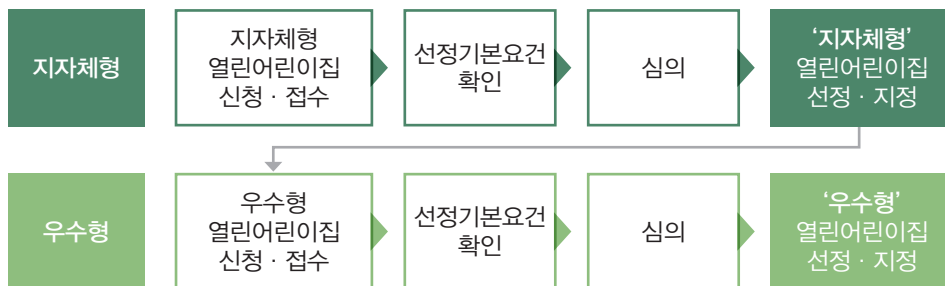 지자체형
지자체형
열린어린이집
신청 · 접수
선정기본요건
확인
심의
‘지자체형’
열린어린이집
선정 · 지정
우수형
우수형
열린어린이집
신청 · 접수
선정기본요건
확인
심의
‘우수형’
열린어린이집
선정 · 지정